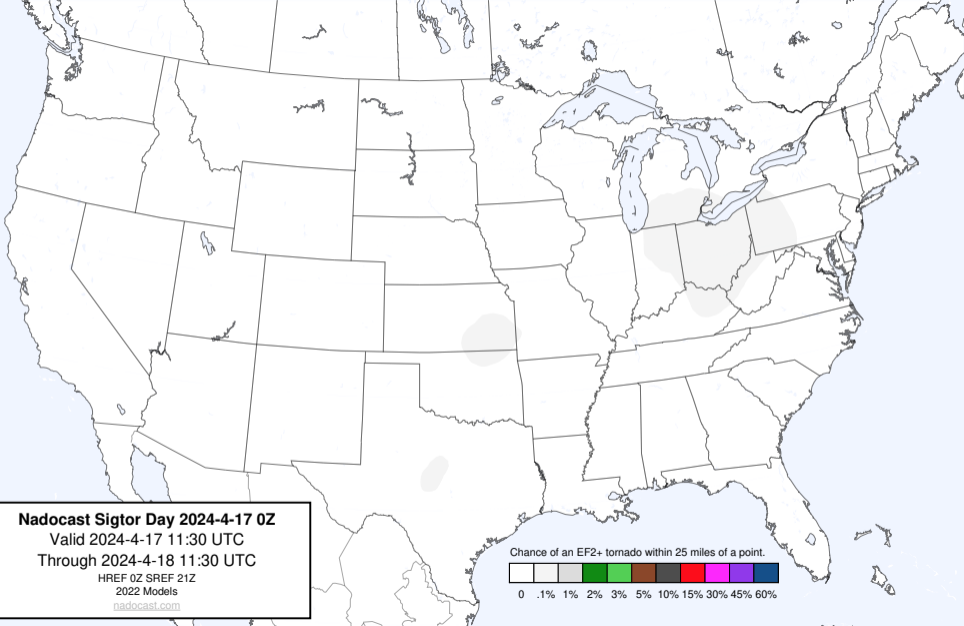 Nadocast Sigtor Day 2024-4-17 0Z
Valid 2024-4-17 11:30 UTC
Through 2024-4-18 11:30 UTC
HREF 0Z SREF 21Z
2022 Models
nadocast.com
Chance of an EF2+ tornado within 25 miles of a point.
0 .1% 1% 2% 3% 5% 10% 15% 30% 45% 60%